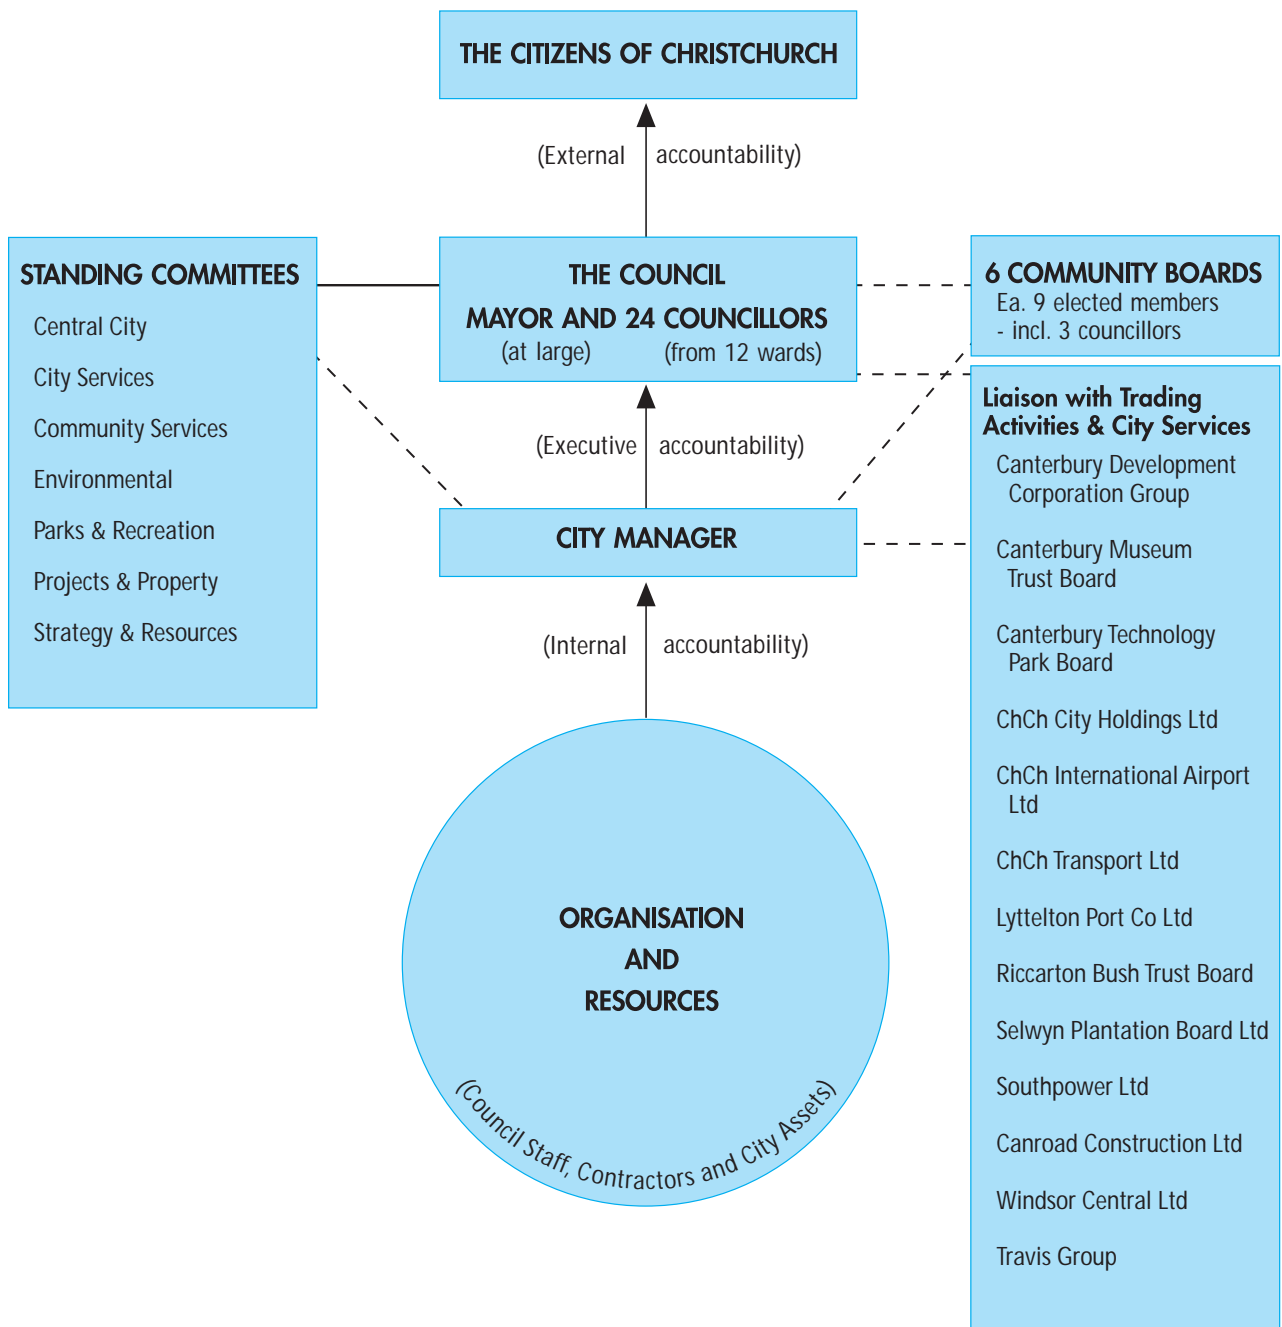 THE CITIZENS OF CHRISTCHURCH
(External accountability)
STANDING COMMITTEES
Central City
City Services
Community Services
Environmental
Parks & Recreation
Projects & Property
Strategy & Resources
THE COUNCIL
MAYOR AND 24 COUNCILLORS
(at large) (from 12 wards)
6 COMMUNITY BOARDS
Ea. 9 elected members
- incl. 3 councillors
(Executive accountability)
CITY MANAGER
(Internal accountability)
ORGANISATION
AND
RESOURCES
(Council Staff, Contractors and City Assets)
Liaison with Trading
Activities & City Services
Canterbury Development
Corporation Group
Canterbury Museum
Trust Board
Canterbury Technology
Park Board
ChCh City Holdings Ltd
ChCh International Airport
Ltd
ChCh Transport Ltd
Lyttelton Port Co Ltd
Riccarton Bush Trust Board
Selwyn Plantation Board Ltd
Southpower Ltd
Canroad Construction Ltd
Windsor Central Ltd
Travis Group